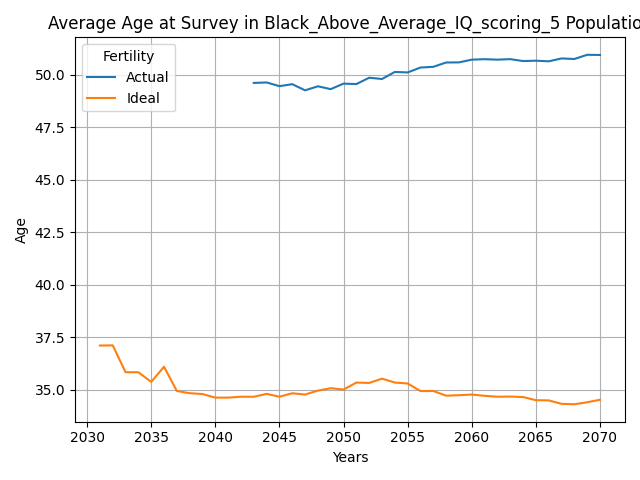 Average Age at Survey in Black_Above_Average_IQ_scoring_5 Populatio
Fertility
Actual
Ideal
50.0
47.5
45.0
42.5
40.0
37.5
35.0
Age
2030 2035 2040 2045 2050 2055 2060 2065 2070
Years